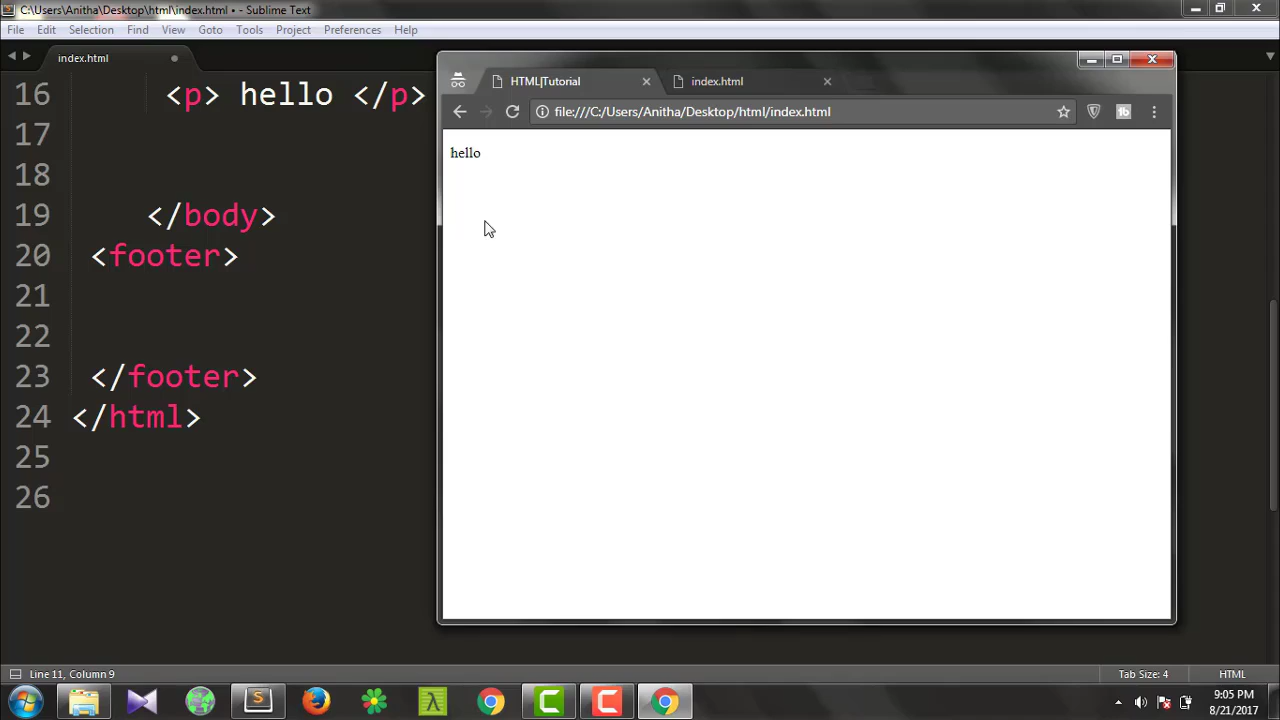 C:\Users\Anitha\Desktop\html\index.html • - Sublime Text
File Edit Selection Find View Goto Tools Project Preferences Help
index.html
16 <p> hello </p>
17
18
19 </body>
20 <footer>
21
22
23 </footer>
24 </html>
25
26
HTML|Tutorial
index.html
file:///C:/Users/Anitha/Desktop/html/index.html
hello
Line 11, Column 9
Tab Size: 4
HTML
9:05 PM
8/21/2017